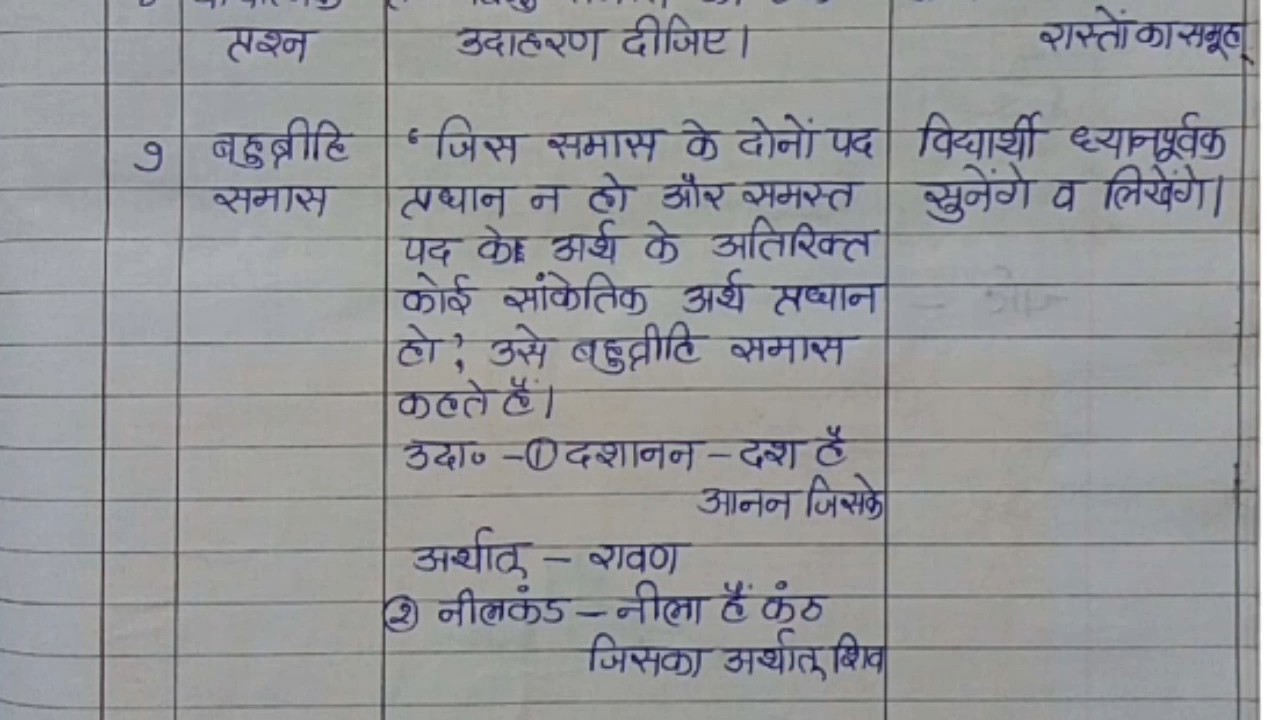 प्रश्न
उदाहरण दीजिए।
रास्तों का समूह
७
बहुब्रीहि
समास
‘जिस समास के दोनों पद
प्रधान न हो और समस्त
पद के अर्थ के अतिरिक्त
कोई सांकेतिक अर्थ प्रधान
हो’, उसे बहुव्रीहि समास
कहते हैं।
उदा० -① दशानन - दश है
आनन जिसके
अर्थात् - रावण
② नीलकंड - नीला हैं कंठ
जिसका अर्थात् शिव
विद्यार्थी ध्यानपूर्वक
सुनेंगे व लिखेंगे।